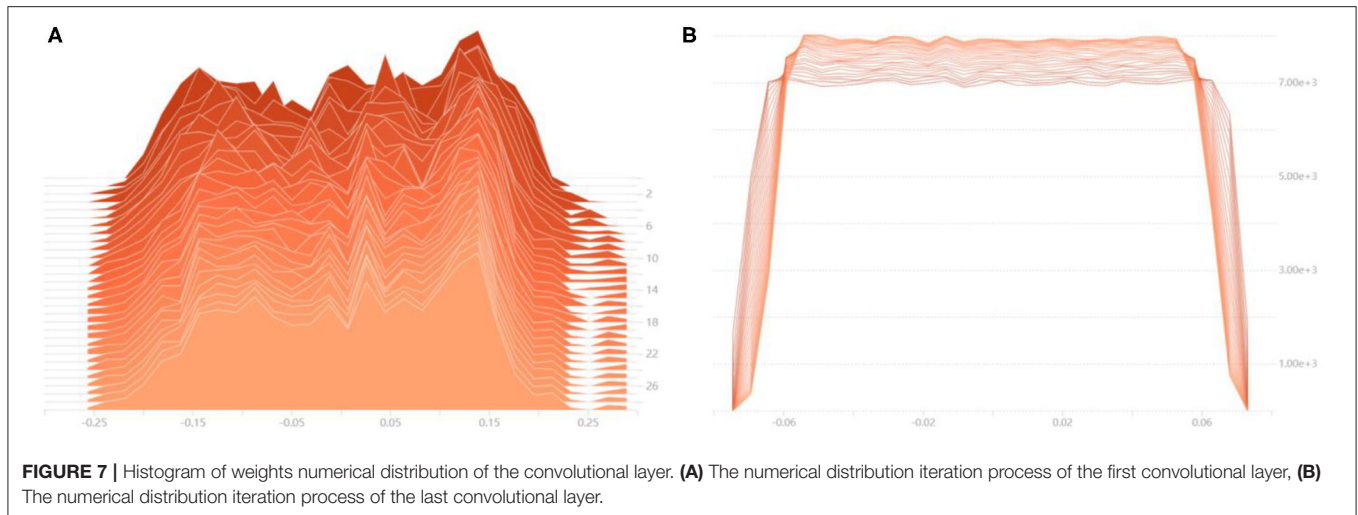 A
B
2
6
10
14
18
22
26
-0.25
-0.15
-0.05
0.05
0.15
0.25
7.00e+3
5.00e+3
3.00e+3
1.00e+3
-0.06
-0.02
0.02
0.06
FIGURE 7 | Histogram of weights numerical distribution of the convolutional layer. (A) The numerical distribution iteration process of the first convolutional layer, (B)
The numerical distribution iteration process of the last convolutional layer.